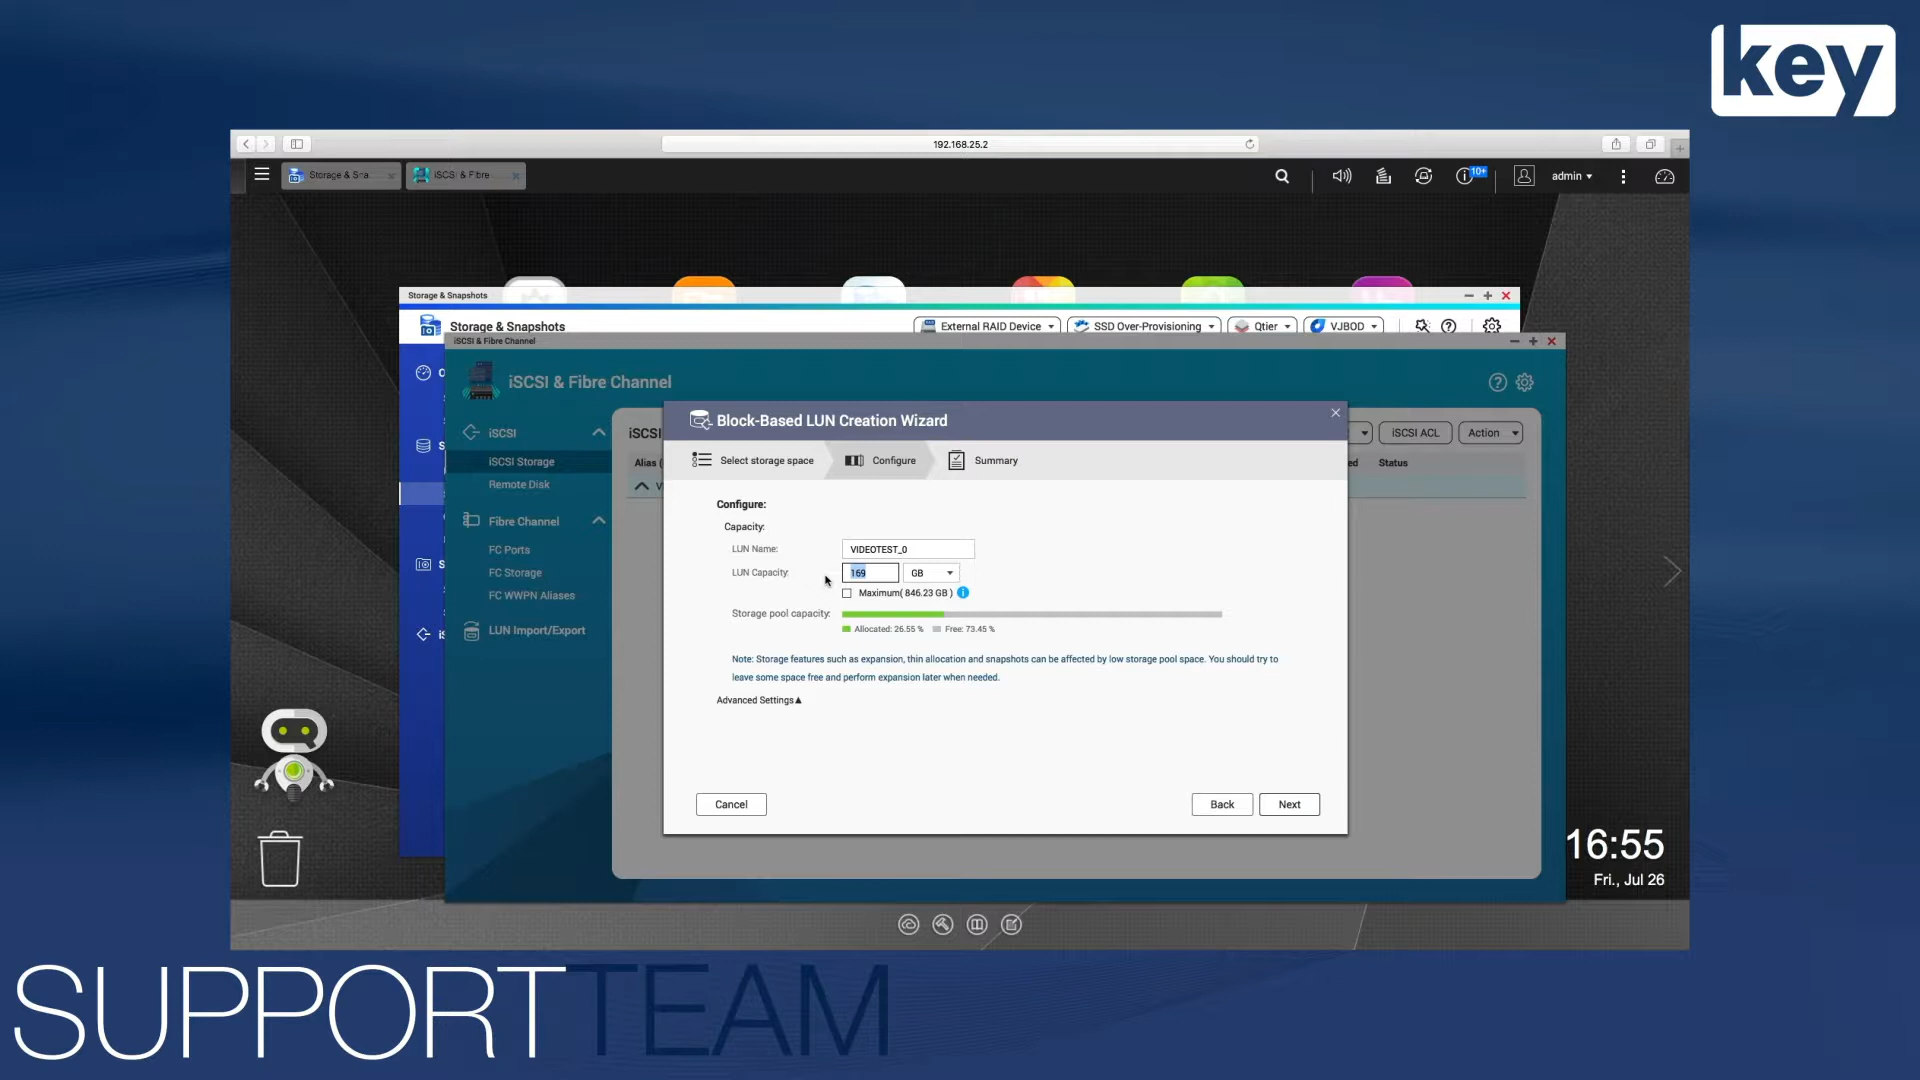 key
192.168.25.2
Storage & Sna
iSCSI & Fibre
10+
admin
Storage & Snapshots
Storage & Snapshots
External RAID Device
SSD Over-Provisioning
Qtier
VJBOD
iSCSI & Fibre Channel
iSCSI & Fibre Channel
iSCSI
iSCSI Storage
Remote Disk
Fibre Channel
FC Ports
FC Storage
FC WWPN Aliases
LUN Import/Export
iSCSI
iSCSI ACL
Action
Alias (
ed
Status
Block-Based LUN Creation Wizard
Select storage space
Configure
Summary
Configure:
Capacity:
LUN Name:
VIDEOTEST_0
LUN Capacity:
169
GB
Maximum( 846.23 GB )
Storage pool capacity:
Allocated: 26.55 %
Free: 73.45 %
Note: Storage features such as expansion, thin allocation and snapshots can be affected by low storage pool space. You should try to
leave some space free and perform expansion later when needed.
Advanced Settings▲
Cancel
Back
Next
16:55
Fri., Jul 26
SUPPORTTEAM